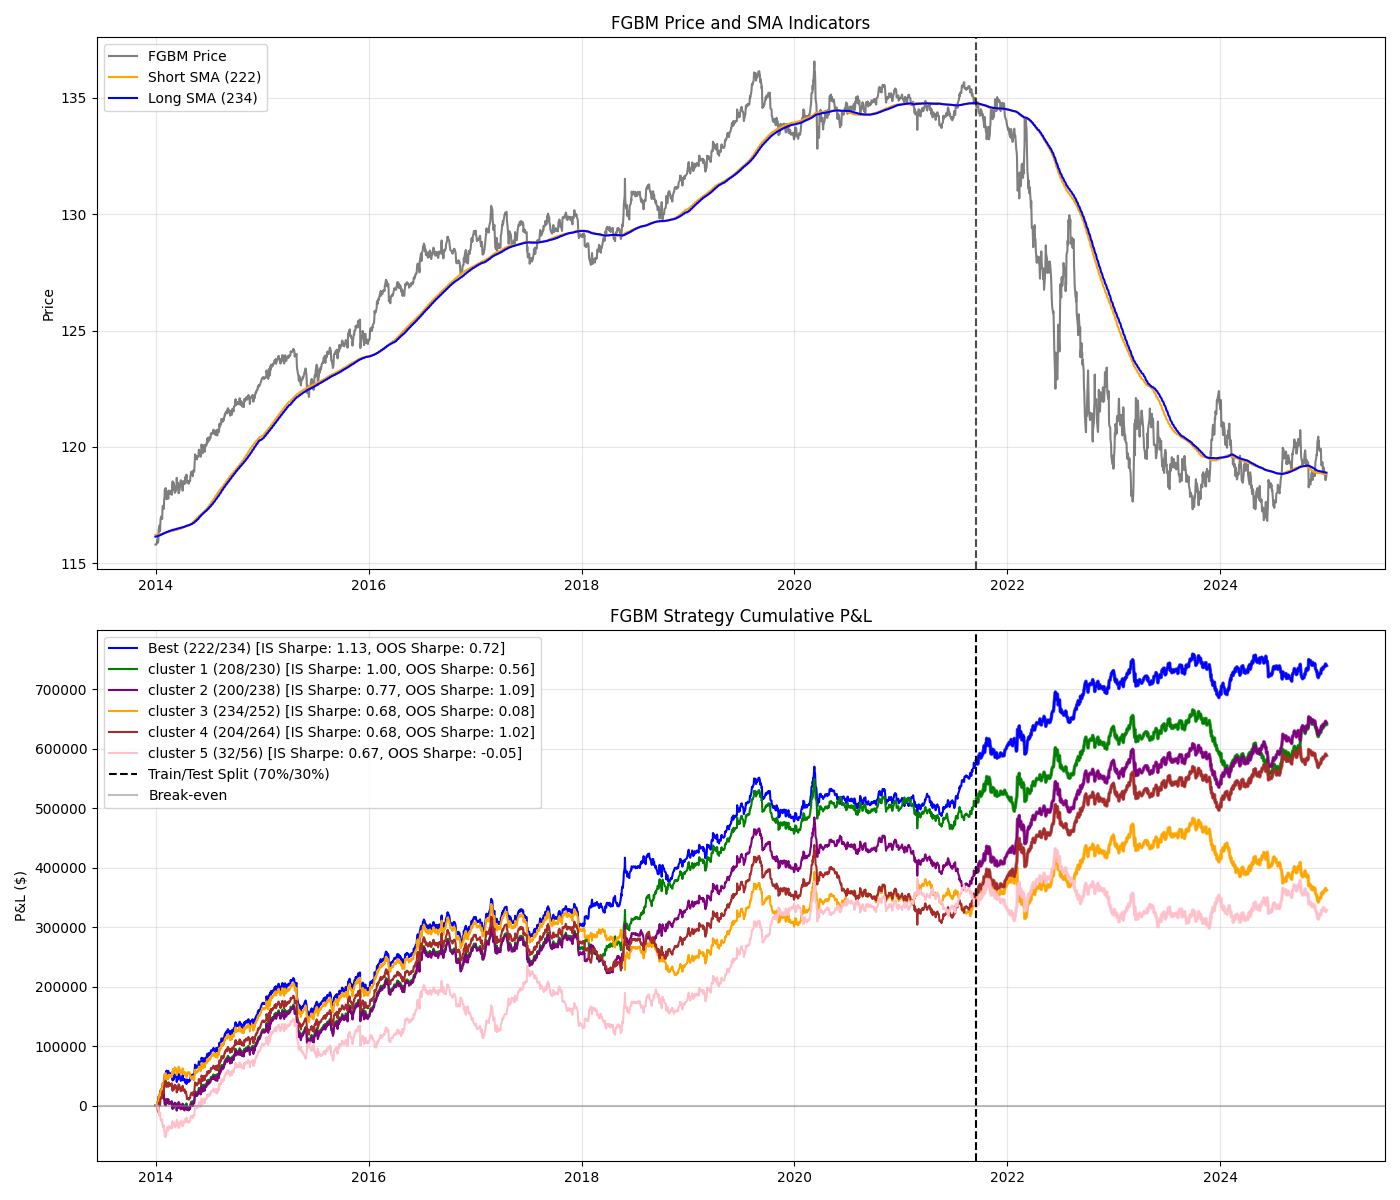 FGBM Price and SMA Indicators
FGBM Price
Short SMA (222)
Long SMA (234)
Price
135
130
125
120
115
2014
2016
2018
2020
2022
2024
FGBM Strategy Cumulative P&L
Best (222/234) [IS Sharpe: 1.13, OOS Sharpe: 0.72]
cluster 1 (208/230) [IS Sharpe: 1.00, OOS Sharpe: 0.56]
cluster 2 (200/238) [IS Sharpe: 0.77, OOS Sharpe: 1.09]
cluster 3 (234/252) [IS Sharpe: 0.68, OOS Sharpe: 0.08]
cluster 4 (204/264) [IS Sharpe: 0.68, OOS Sharpe: 1.02]
cluster 5 (32/56) [IS Sharpe: 0.67, OOS Sharpe: -0.05]
Train/Test Split (70%/30%)
Break-even
P&L ($)
700000
600000
500000
400000
300000
200000
100000
0
2014
2016
2018
2020
2022
2024